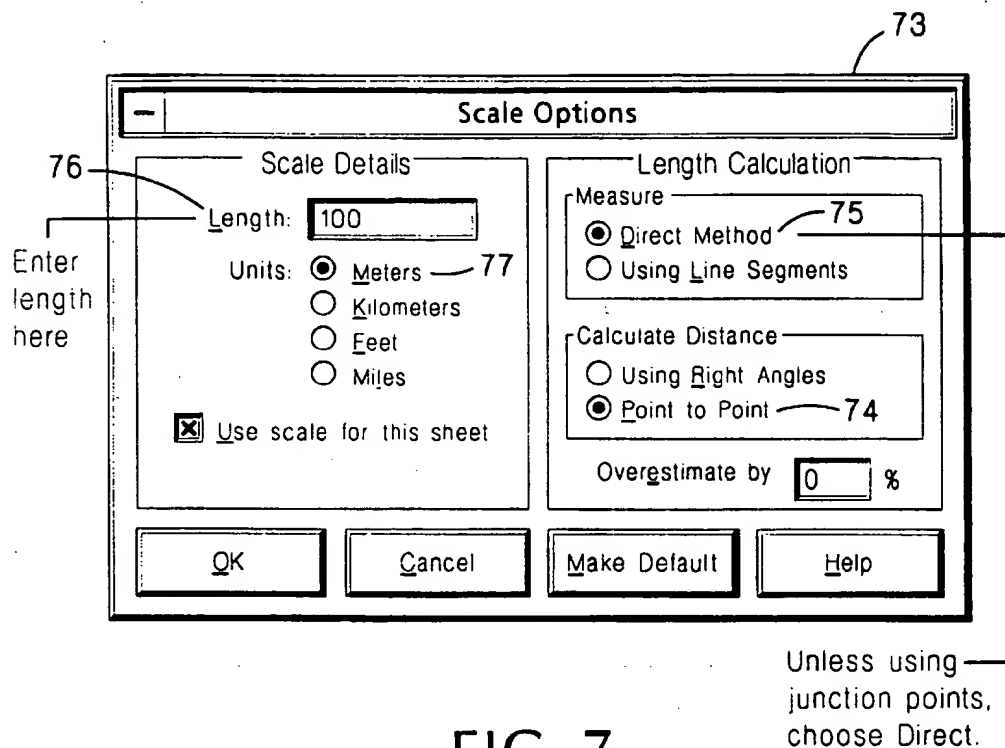 73
Scale Options
Scale Details
76
Length: 100
Enter length here
Units: Meters 77
Kilometers
Feet
Miles
Use scale for this sheet
Length Calculation
Measure
Direct Method 75
Using Line Segments
Calculate Distance
Using Right Angles
Point to Point 74
Overestimate by 0 %
OK Cancel Make Default Help
Unless using
junction points,
choose Direct.
FIG. 7